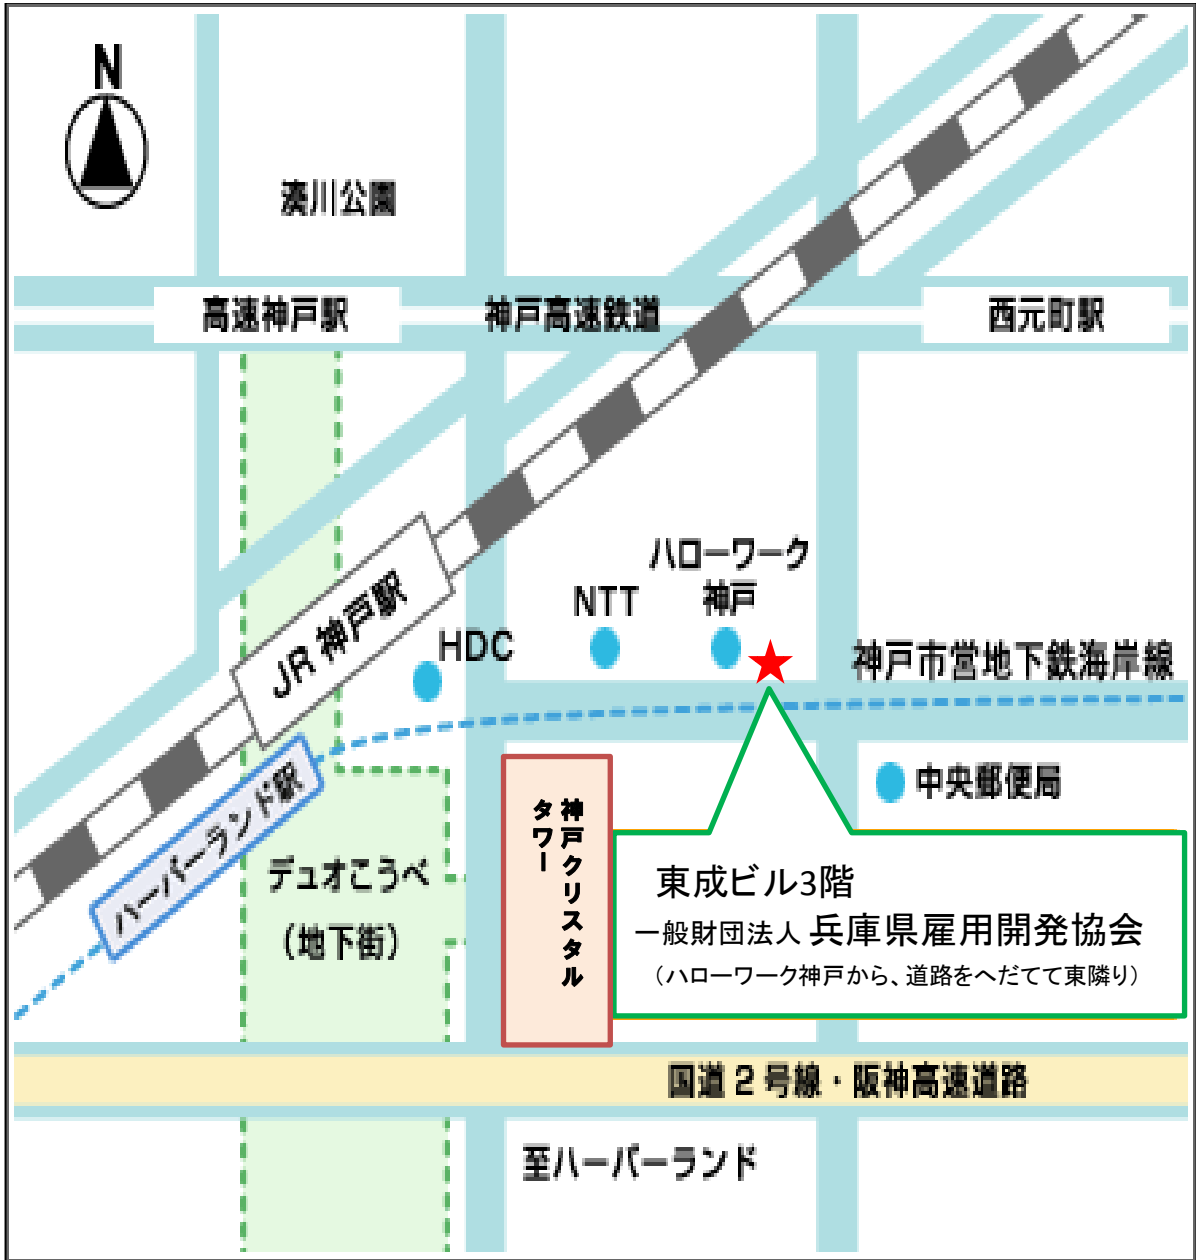 N
湊川公園
高速神戸駅
神戸高速鉄道
西元町駅
ハローワーク
神戸
NTT
HDC
JR 神戸駅
神戸市営地下鉄海岸線
ハーバーランド駅
中央郵便局
神戸クリスタル
タワー
デュオこうべ
(地下街)
東成ビル3階
一般財団法人 兵庫県雇用開発協会
(ハローワーク神戸から、道路をへだてて東隣り)
国道2号線・阪神高速道路
至ハーバーランド